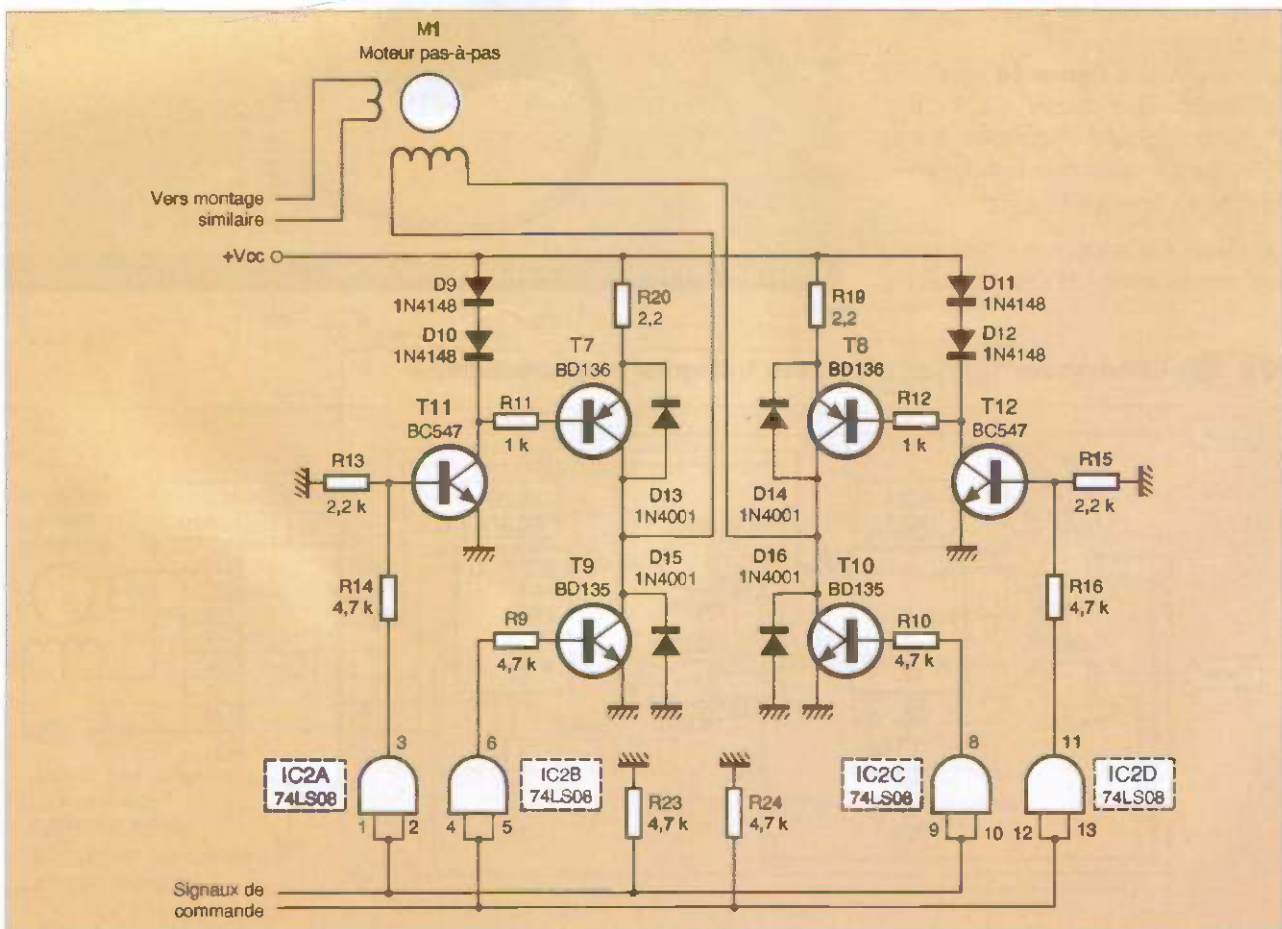 M1
Moteur pas-à-pas
Vers montage
similaire
+Vcc
D9
1N4148
D10
1N4148
R20
2,2
R19
2,2
D11
1N4148
D12
1N4148
T7
BD136
T8
BD136
T11
BC547
R11
1 k
R12
1 k
T12
BC547
R13
2,2 k
R15
2,2 k
D13
1N4001
D14
1N4001
T9
BD135
D15
1N4001
D16
1N4001
T10
BD135
R14
4,7 k
R9
4,7 k
R10
4,7 k
R16
4,7 k
3
6
8
11
IC2A
74LS08
IC2B
74LS08
IC2C
74LS08
IC2D
74LS08
R23
4,7 k
R24
4,7 k
1 2
4 5
9 10
12 13
Signaux de
commande